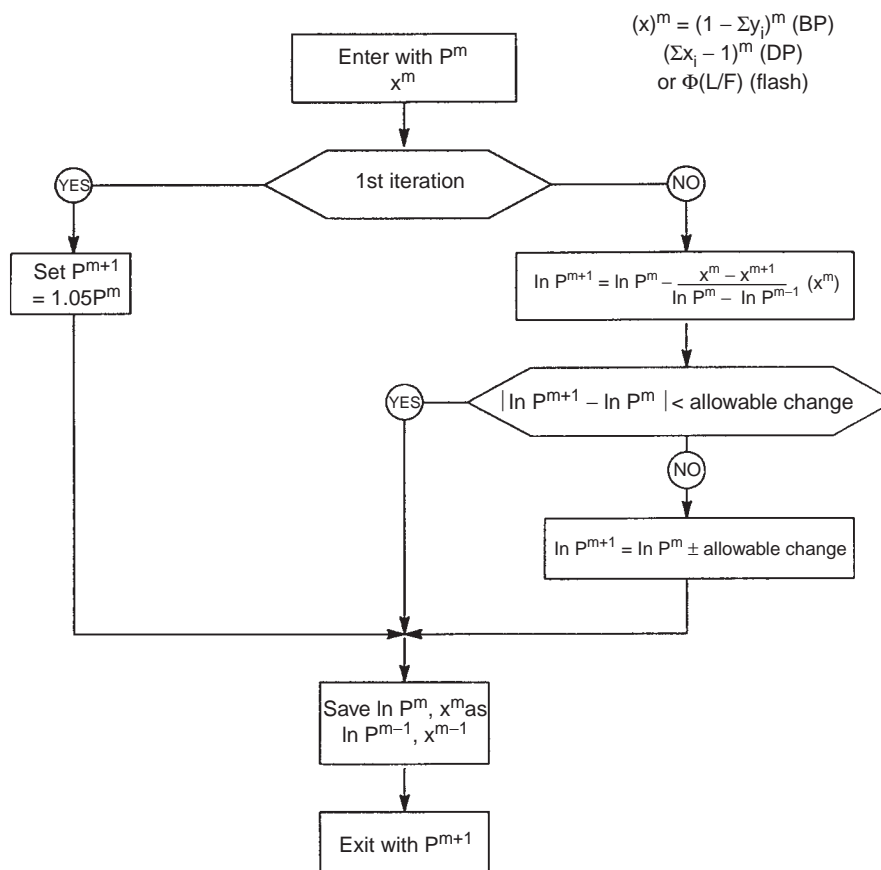 (x)^m = (1 – Σy_i)^m (BP)
(Σx_i – 1)^m (DP)
or Φ(L/F) (flash)
Enter with P^m
x^m
1st iteration
YES
NO
Set P^{m+1}
= 1.05P^m
ln P^{m+1} = ln P^m – \frac{x^m – x^{m+1}}{ln P^m – ln P^{m–1}} (x^m)
|ln P^{m+1} – ln P^m | < allowable change
YES
NO
ln P^{m+1} = ln P^m ± allowable change
Save ln P^m, x^m as
ln P^{m–1}, x^{m–1}
Exit with P^{m+1}